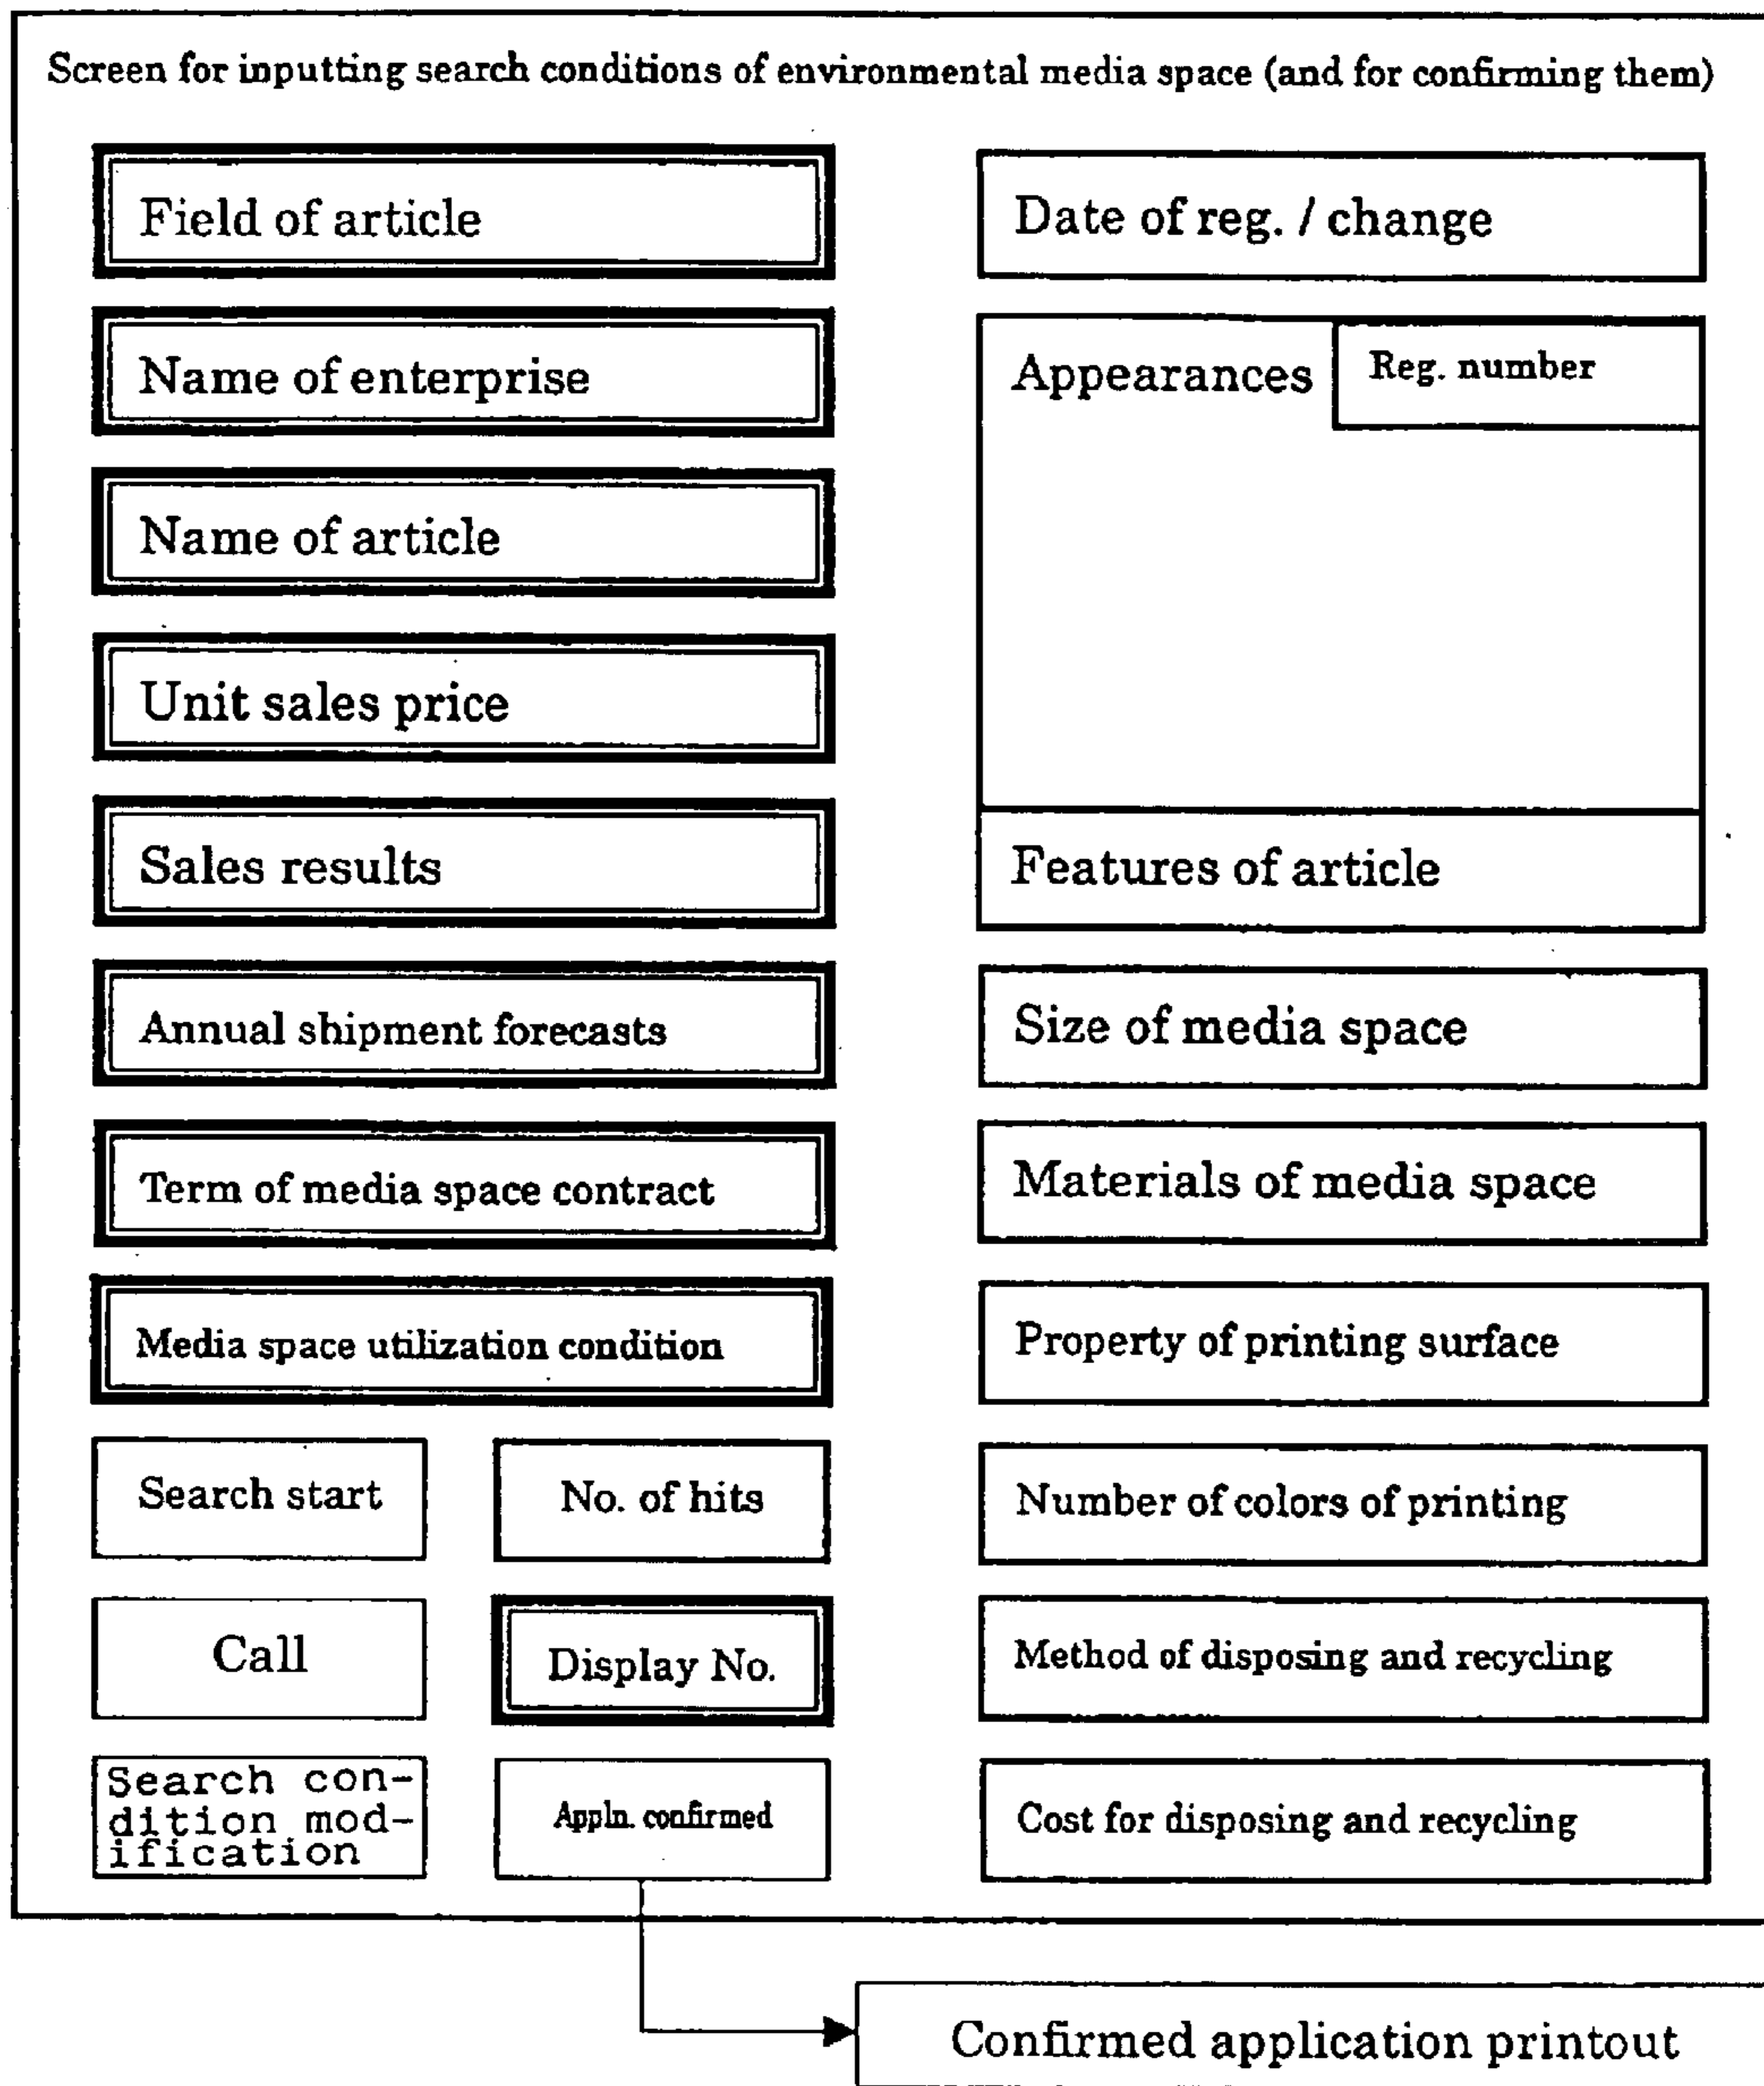 Screen for inputting search conditions of environmental media space (and for confirming them)
Field of article
Name of enterprise
Name of article
Unit sales price
Sales results
Annual shipment forecasts
Term of media space contract
Media space utilization condition
Search start
No. of hits
Call
Display No.
Search con-
dition mod-
ification
Appln. confirmed
Date of reg. / change
Appearances
Reg. number
Features of article
Size of media space
Materials of media space
Property of printing surface
Number of colors of printing
Method of disposing and recycling
Cost for disposing and recycling
Confirmed application printout